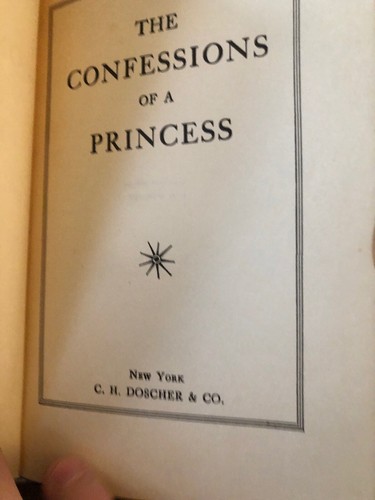 THE
CONFESSIONS
OF A
PRINCESS
NEW YORK
C. H. DOSCHER & CO.